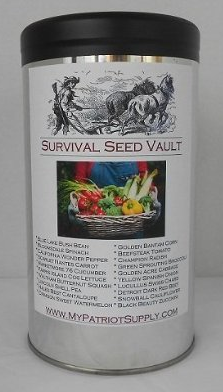 SURVIVAL SEED VAULT
* BLUE LAKE BUSH BEAN
* BLOOMSDALE SPINACH
* CALIFORNIA WONDER PEPPER
* SCARLET NANTES CARROT
* MARKETMORE 76 CUCUMBER
* PARRIS ISLAND COS LETTUCE
* WALTHAM BUTTERNUT SQUASH
* LINCOLN SHELL PEA
* HALES BEST CANTALOUPE
* CRIMSON SWEET WATERMELON
* GOLDEN BANTAM CORN
* BEEFSTEAK TOMATO
* CHAMPION RADISH
* GREEN SPROUTING BROCCOLI
* GOLDEN ACRE CABBAGE
* YELLOW SPANISH ONION
* LUCULLUS SWISS CHARD
* DETROIT DARK RED BEET
* SNOWBALL CAULIFLOWER
* BLACK BEAUTY ZUCCHINI
WWW.MYPATRIOTSUPPLY.COM